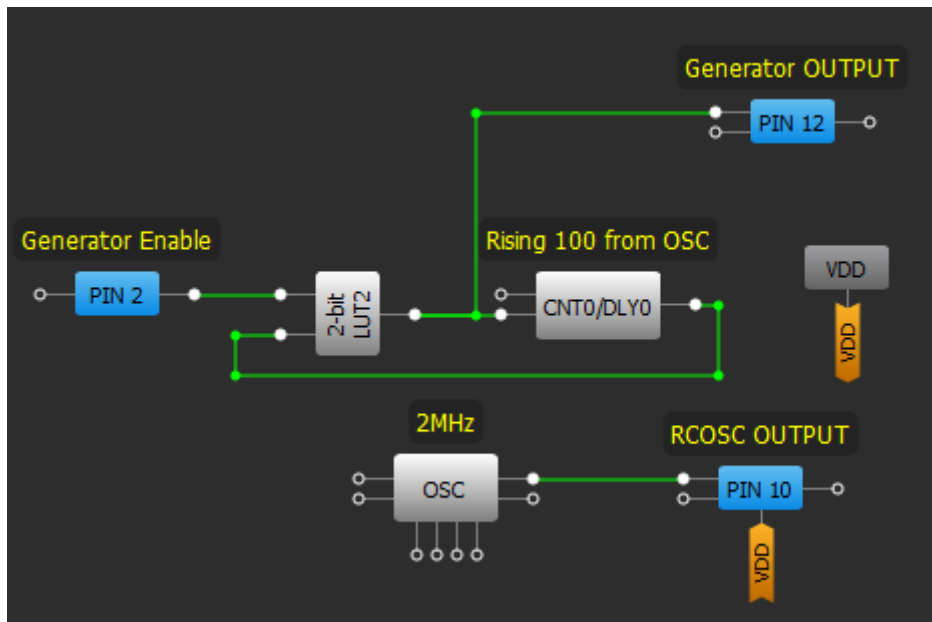 Generator OUTPUT
PIN 12
Generator Enable
PIN 2
2-bit
LUT2
Rising 100 from OSC
CNT0/DLY0
VDD
VDD
2MHz
OSC
RCOSC OUTPUT
PIN 10
VDD